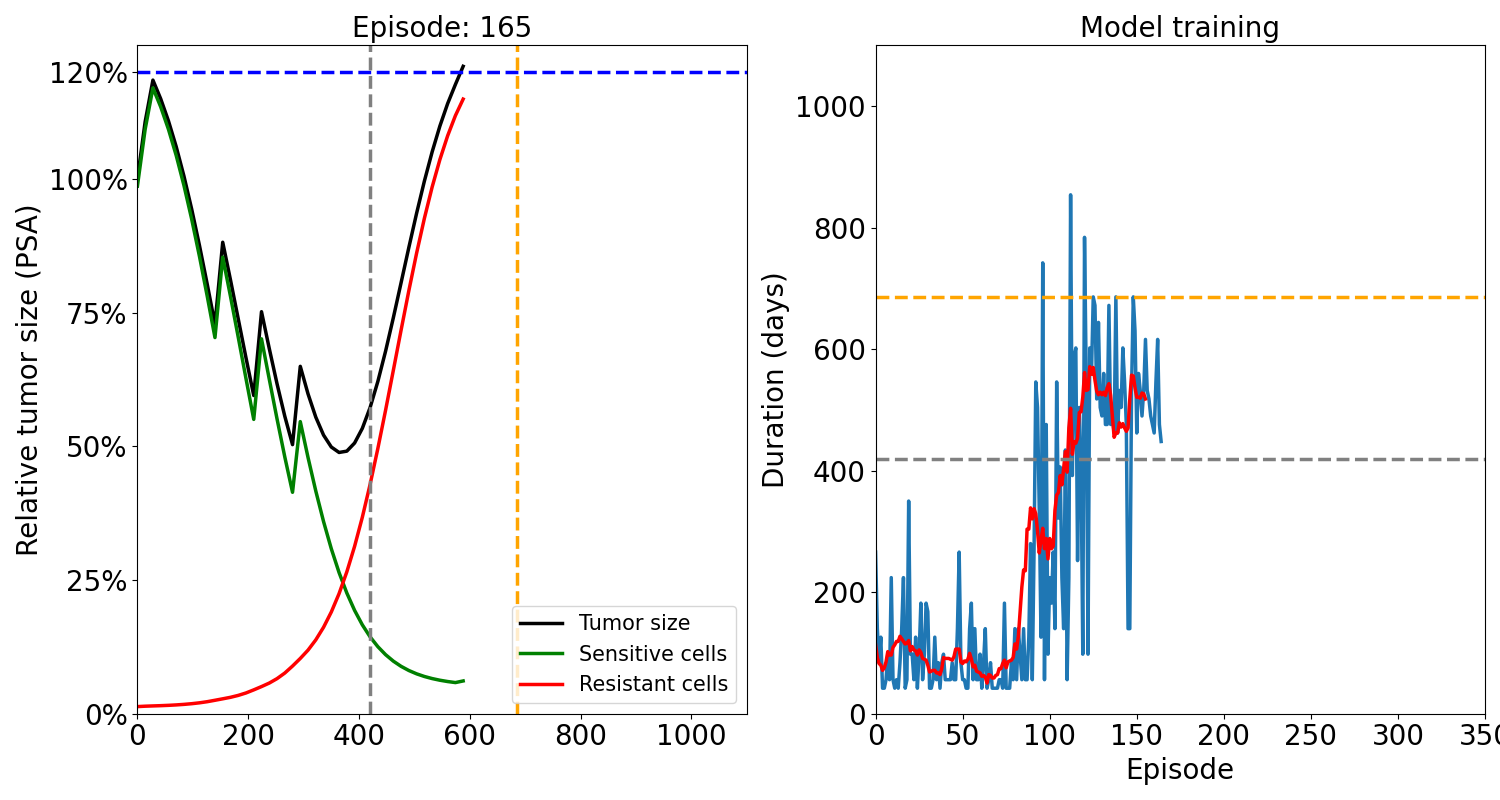 Episode: 165
Relative tumor size (PSA)
120%
100%
75%
50%
25%
0%
0 200 400 600 800 1000
Tumor size
Sensitive cells
Resistant cells
Model training
Duration (days)
1000
800
600
400
200
0
0 50 100 150 200 250 300 350
Episode